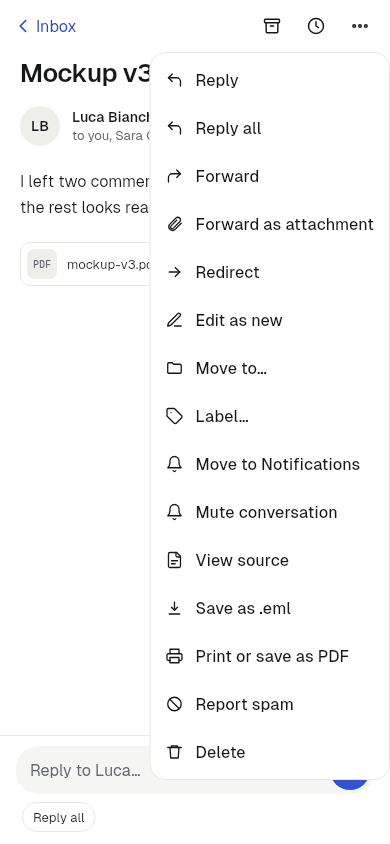 Inbox
Mockup v3
Luca Bianch
to you, Sara
I left two commen
the rest looks rea
PDF mockup-v3.pd
LB
Reply
Reply all
Forward
Forward as attachment
Redirect
Edit as new
Move to…
Label…
Move to Notifications
Mute conversation
View source
Save as .eml
Print or save as PDF
Report spam
Delete
Reply to Luca…
Reply all